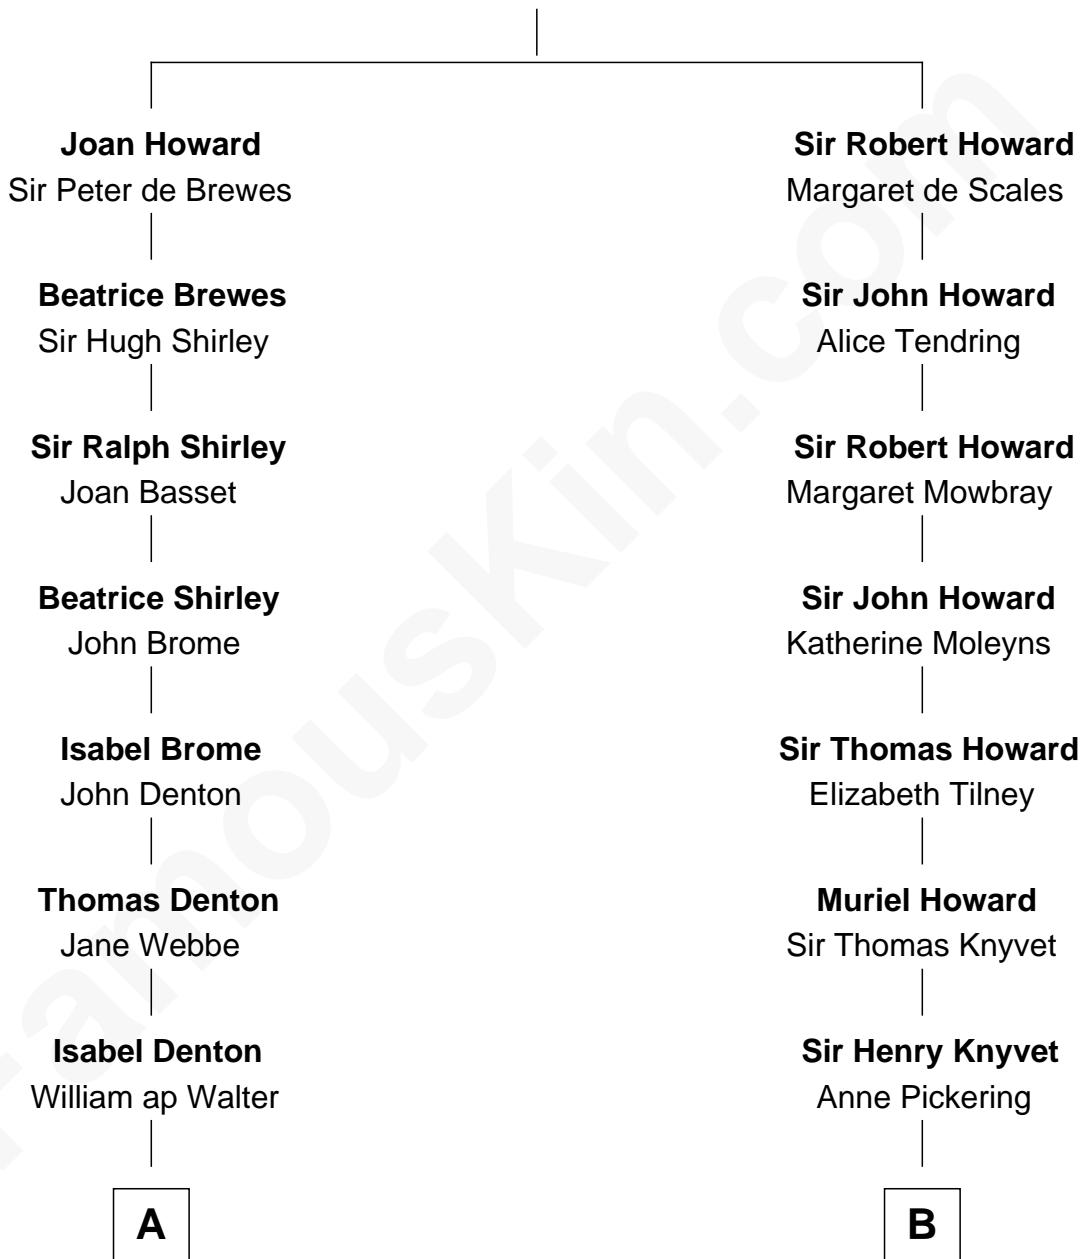 Joan Howard
Sir Peter de Brewes
Beatrice Brewes
Sir Hugh Shirley
Sir Ralph Shirley
Joan Basset
Beatrice Shirley
John Brome
Isabel Brome
John Denton
Thomas Denton
Jane Webbe
Isabel Denton
William ap Walter
A
Sir Robert Howard
Margaret de Scales
Sir John Howard
Alice Tendring
Sir Robert Howard
Margaret Mowbray
Sir John Howard
Katherine Moleyns
Sir Thomas Howard
Elizabeth Tilney
Muriel Howard
Sir Thomas Knyvet
Sir Henry Knyvet
Anne Pickering
B
FamousKin.com